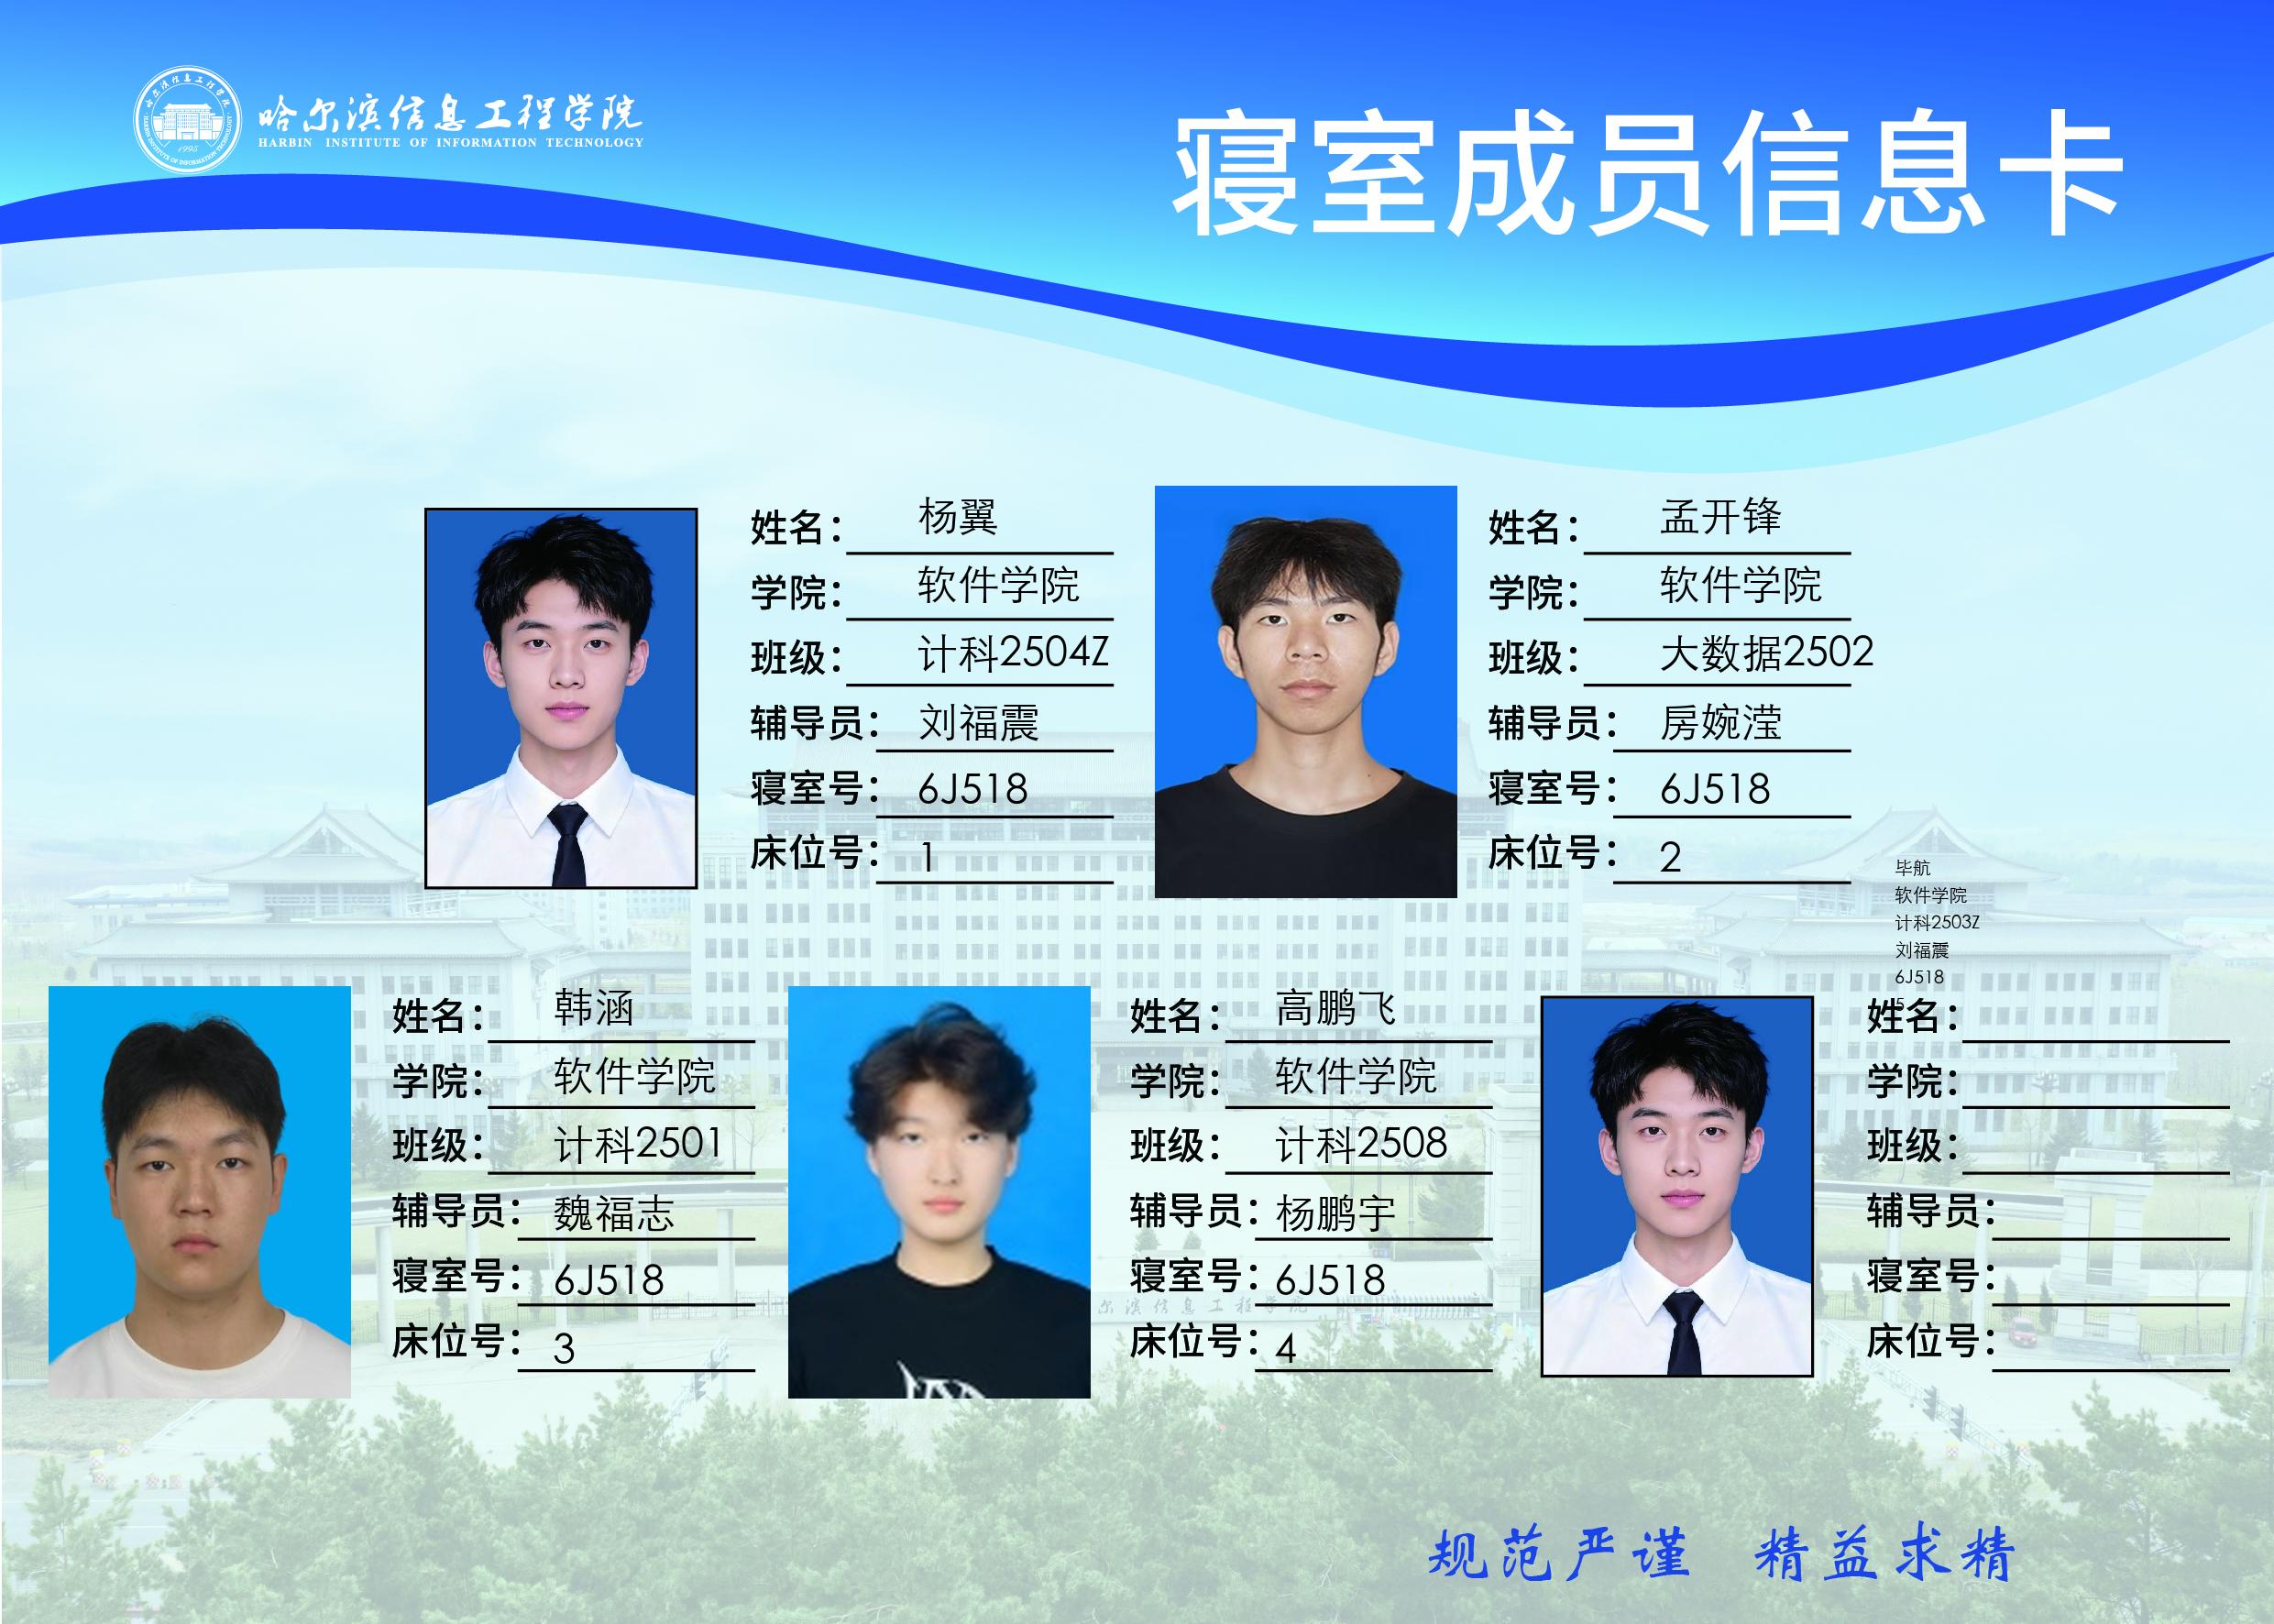 哈尔滨信息工程学院
HARBIN INSTITUTE OF INFORMATION TECHNOLOGY
1995
寝室成员信息卡
姓名：杨翼
学院：软件学院
班级：计科2504Z
辅导员：刘福震
寝室号：6J518
床位号：1
姓名：孟开锋
学院：软件学院
班级：大数据2502
辅导员：房婉滢
寝室号：6J518
床位号：2
毕航
软件学院
计科2503Z
刘福震
6J518
5
姓名：韩涵
学院：软件学院
班级：计科2501
辅导员：魏福志
寝室号：6J518
床位号：3
姓名：高鹏飞
学院：软件学院
班级：计科2508
辅导员：杨鹏宇
寝室号：6J518
床位号：4
姓名：
学院：
班级：
辅导员：
寝室号：
床位号：
规范严谨 精益求精